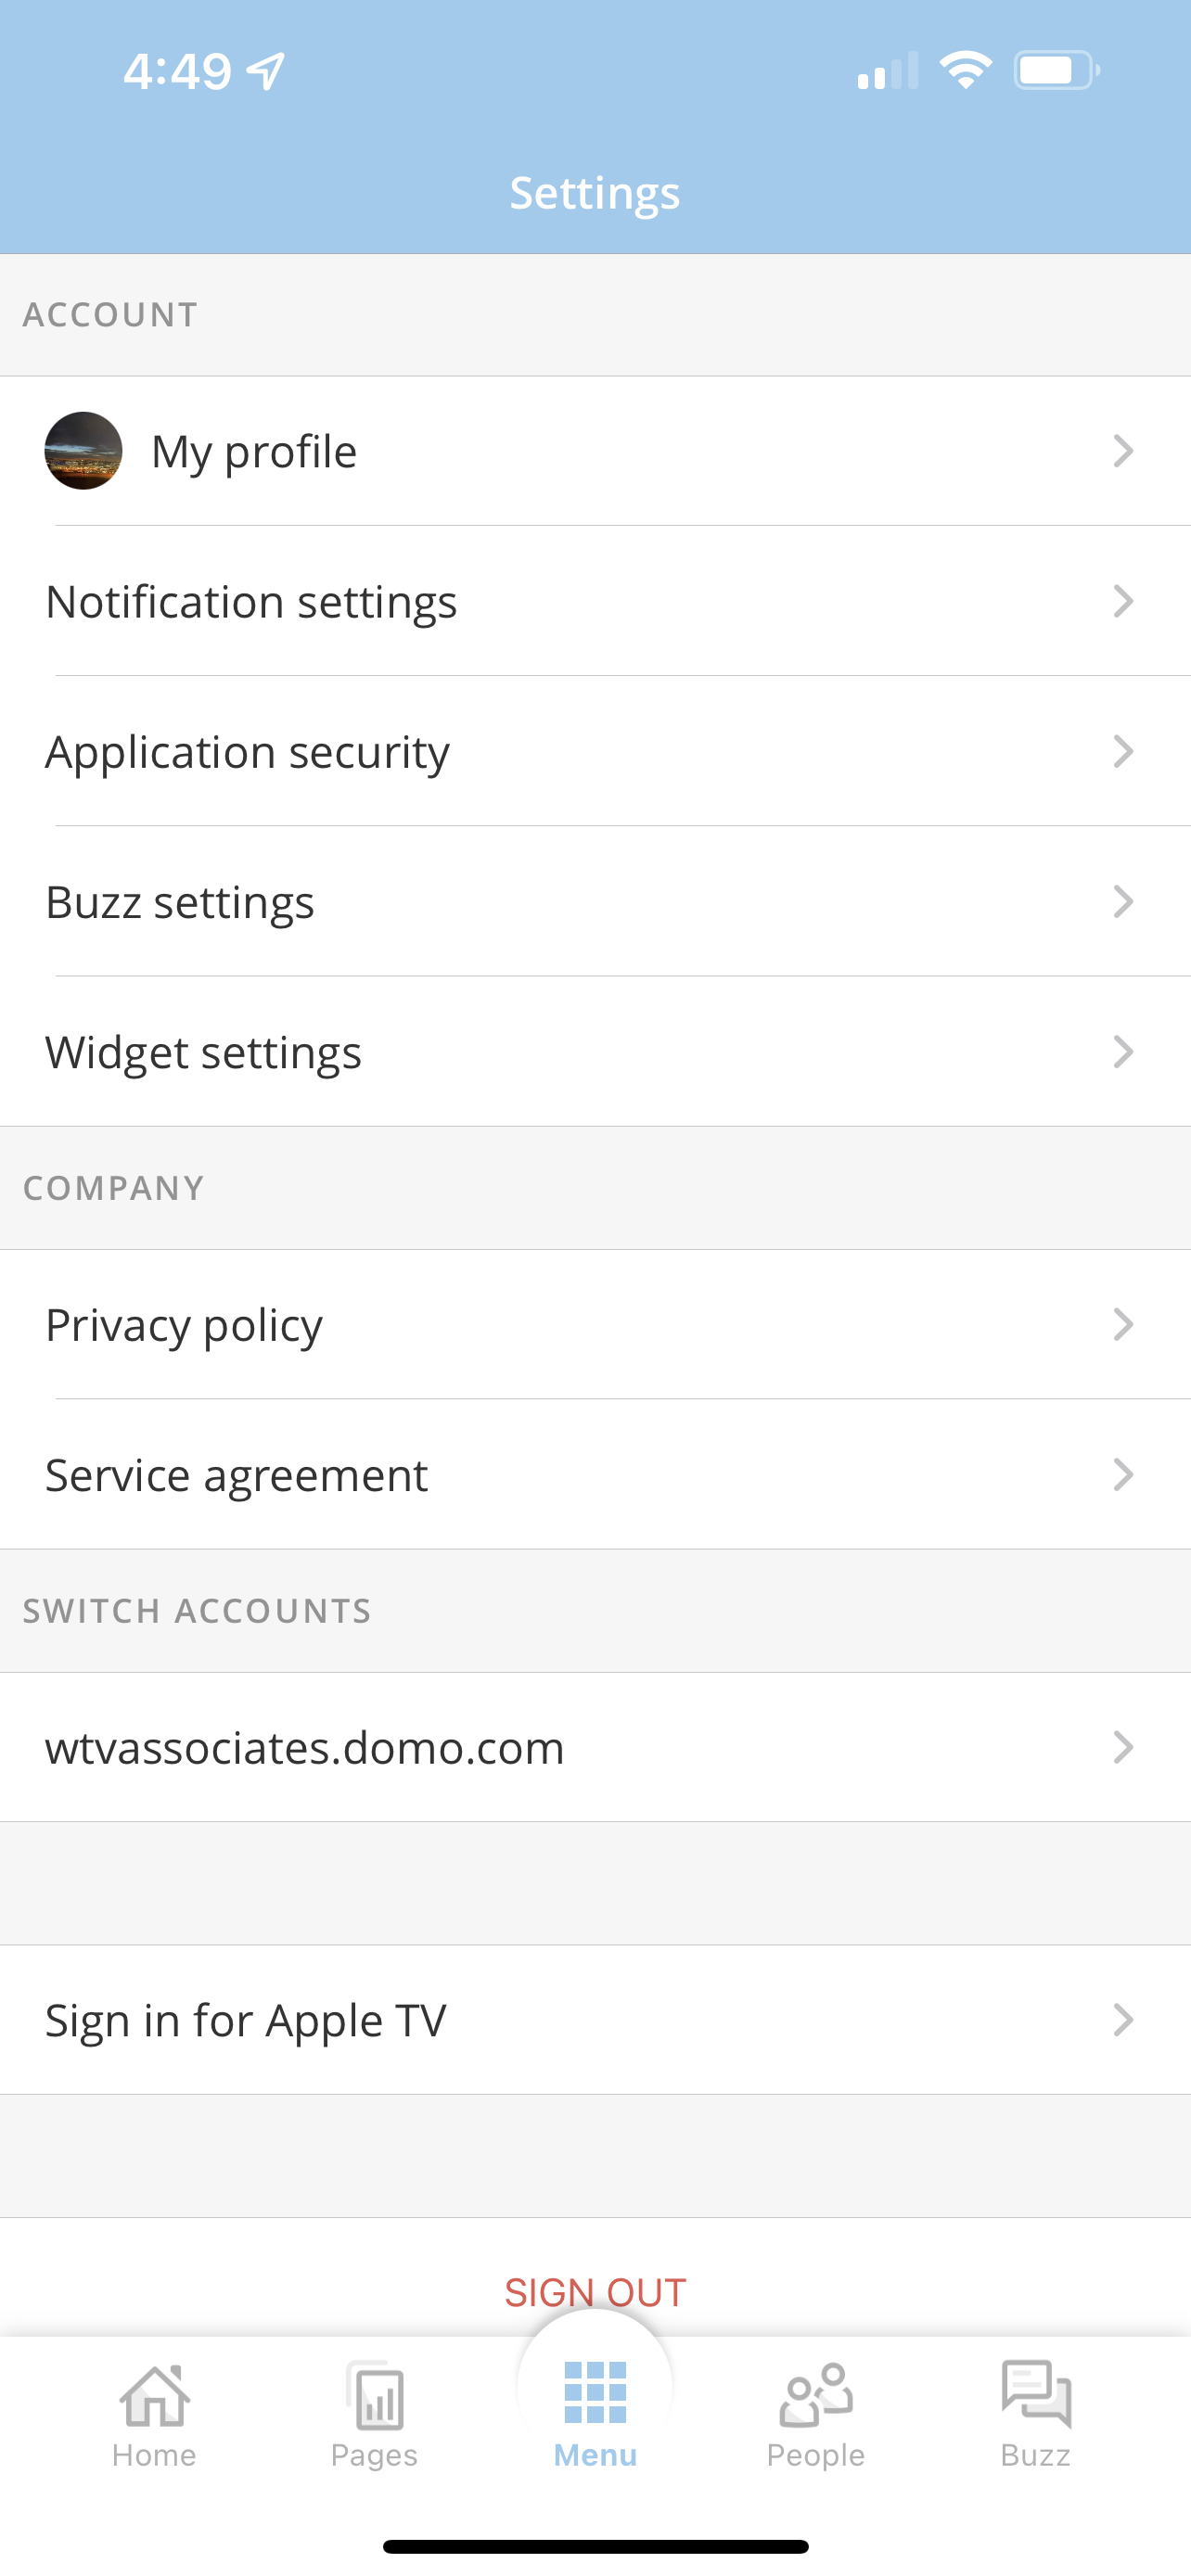 4:49
Settings
ACCOUNT
My profile
Notification settings
Application security
Buzz settings
Widget settings
COMPANY
Privacy policy
Service agreement
SWITCH ACCOUNTS
wtvassociates.domo.com
Sign in for Apple TV
SIGN OUT
Home
Pages
Menu
People
Buzz